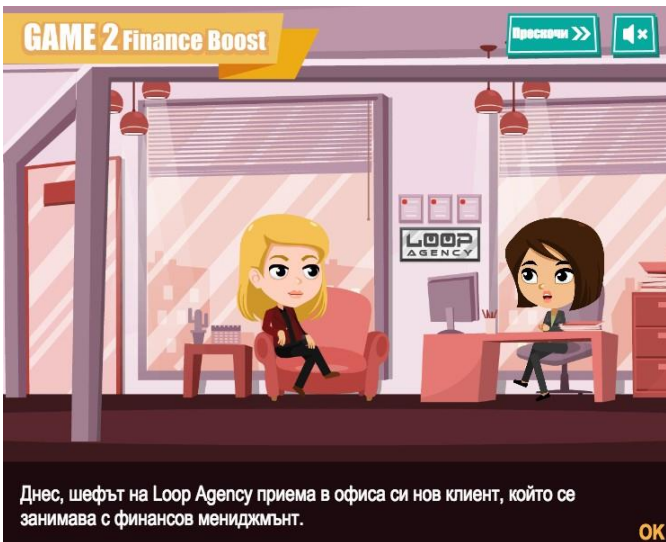 GAME 2 Finance Boost
Прескочи
LOOP
AGENCY
Днес, шефът на Loop Agency приема в офиса си нов клиент, който се
занимава с финансов мениджмънт.
OK